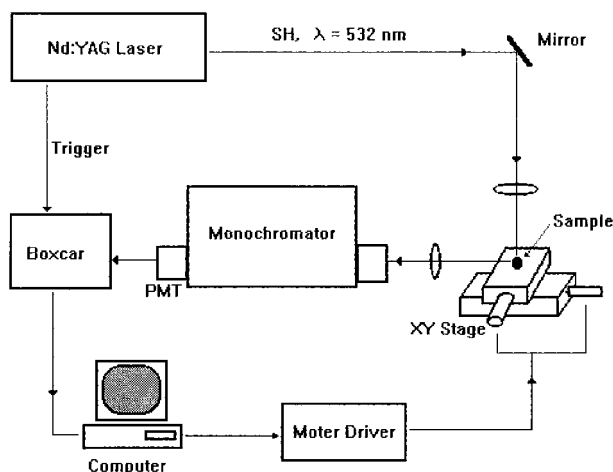 Nd:YAG Laser
SH, λ = 532 nm
Mirror
Trigger
Sample
Monochromator
Boxcar
PMT
XY Stage
Moter Driver
Computer